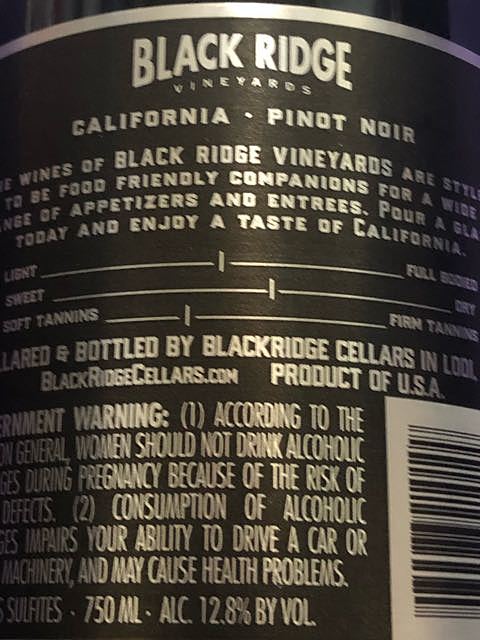 BLACK RIDGE
VINEYARDS
CALIFORNIA · PINOT NOIR
WINES OF BLACK RIDGE VINEYARDS ARE
TO BE FOOD FRIENDLY COMPANIONS FOR A WIDE
OF APPETIZERS AND ENTREES. POUR A
TODAY AND ENJOY A TASTE OF CALIFORNIA.
LIGHT FULL BODIED
SWEET DRY
SOFT TANNINS FIRM TANNINS
& BOTTLED BY BLACKRIDGE CELLARS IN
BLACKRIDGECELLARS.COM PRODUCT OF U.S.A.
WARNING: (1) ACCORDING TO THE
GENERAL, WOMEN SHOULD NOT DRINK ALCOHOLIC
DURING PREGNANCY BECAUSE OF THE RISK OF
DEFECTS. (2) CONSUMPTION OF ALCOHOLIC
IMPAIRS YOUR ABILITY TO DRIVE A CAR OR
MACHINERY, AND MAY CAUSE HEALTH PROBLEMS.
SULFITES · 750 ML · ALC. 12.8% BY VOL.